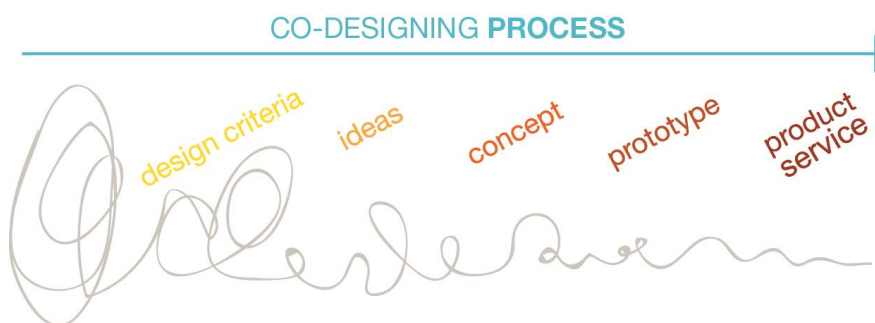 CO-DESIGNING PROCESS
design criteria
ideas
concept
prototype
product
service